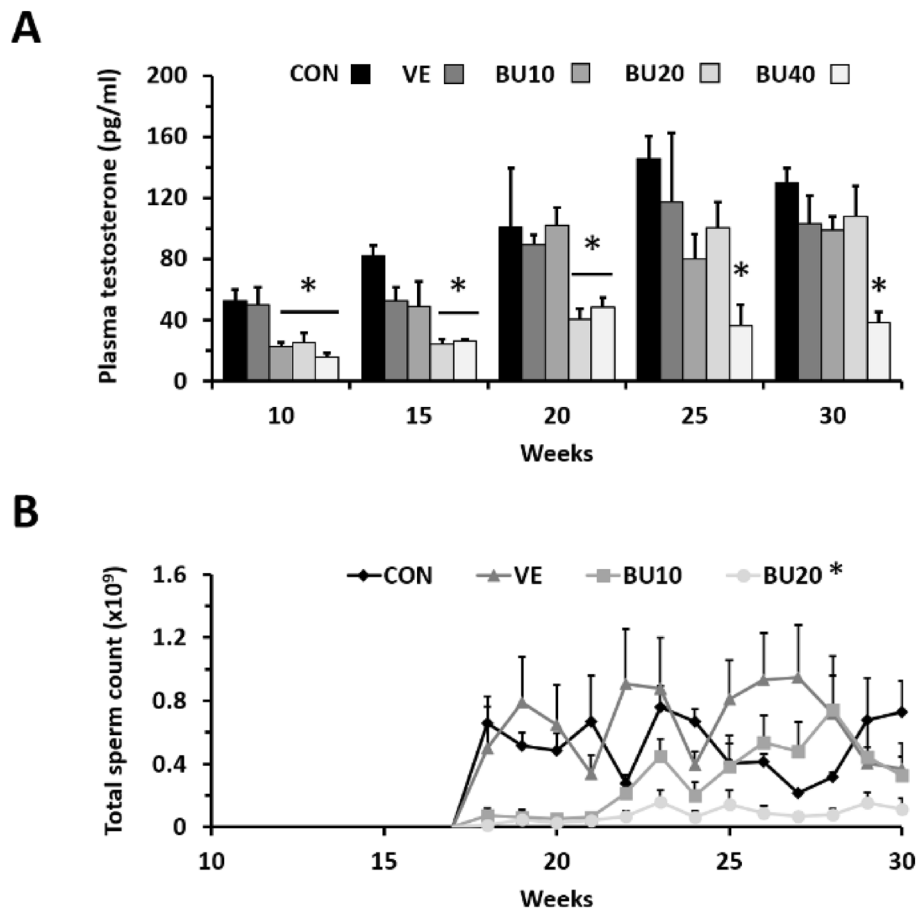 A
CON VE BU10 BU20 BU40
Plasma testosterone (pg/ml)
200
160
120
80
40
0
* * * * *
10 15 20 25 30
Weeks
B
CON VE BU10 BU20 *
Total sperm count (x10⁹)
1.6
1.2
0.8
0.4
0
10 15 20 25 30
Weeks